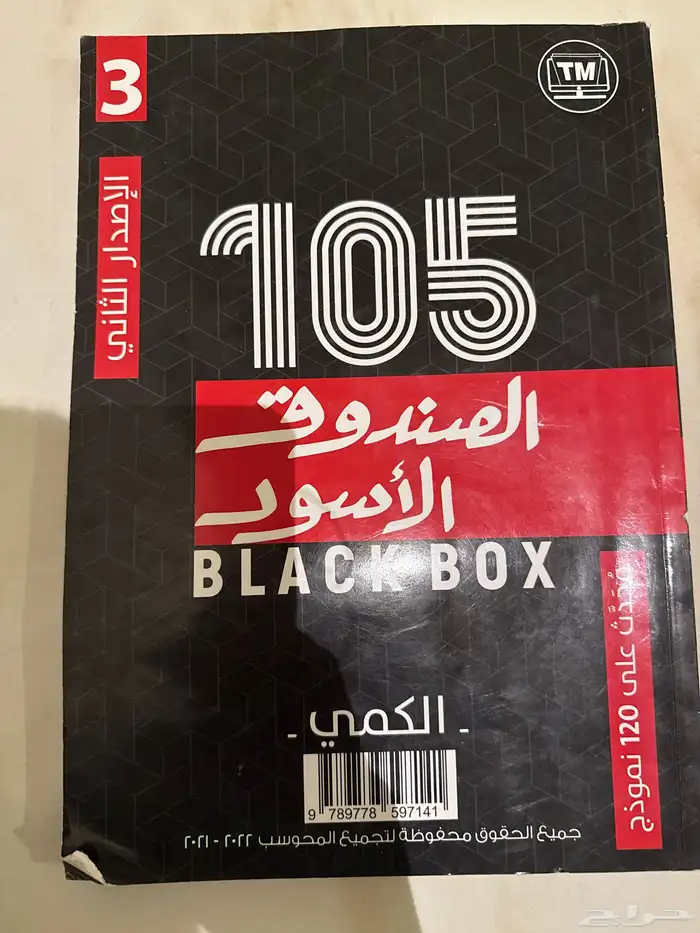 3
TM
الإصدار الثاني
105
الصندوق
الأسود
BLACK BOX
مُحدَّث على 120 نموذج
- الكمي -
9 789778 597141
جميع الحقوق محفوظة لتجميع المحوسب ٢٠٢٢ - ٢٠٢١
حراج